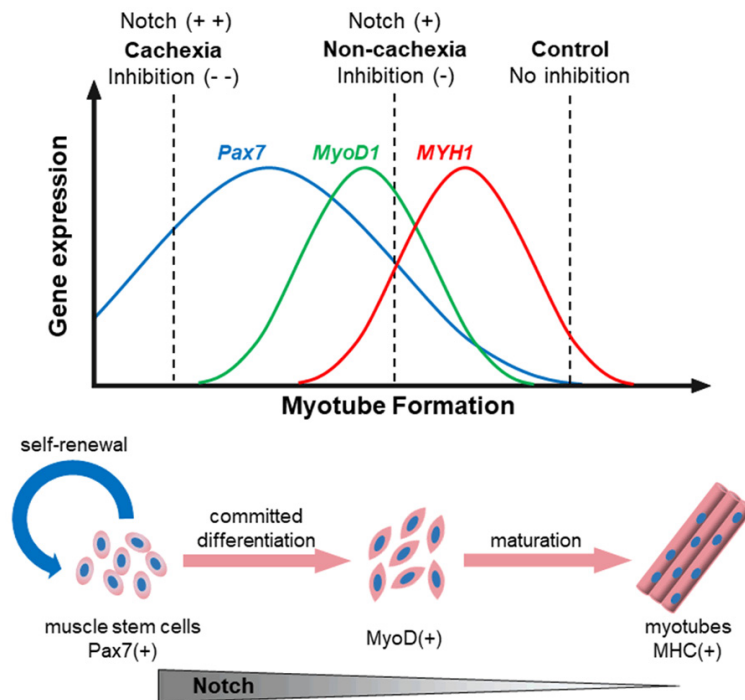 Notch (+ +)
Cachexia
Inhibition (- -)
Notch (+)
Non-cachexia
Inhibition (-)
Control
No inhibition
Pax7
MyoD1
MYH1
Gene expression
Myotube Formation
self-renewal
committed
differentiation
maturation
muscle stem cells
Pax7(+)
MyoD(+)
myotubes
MHC(+)
Notch